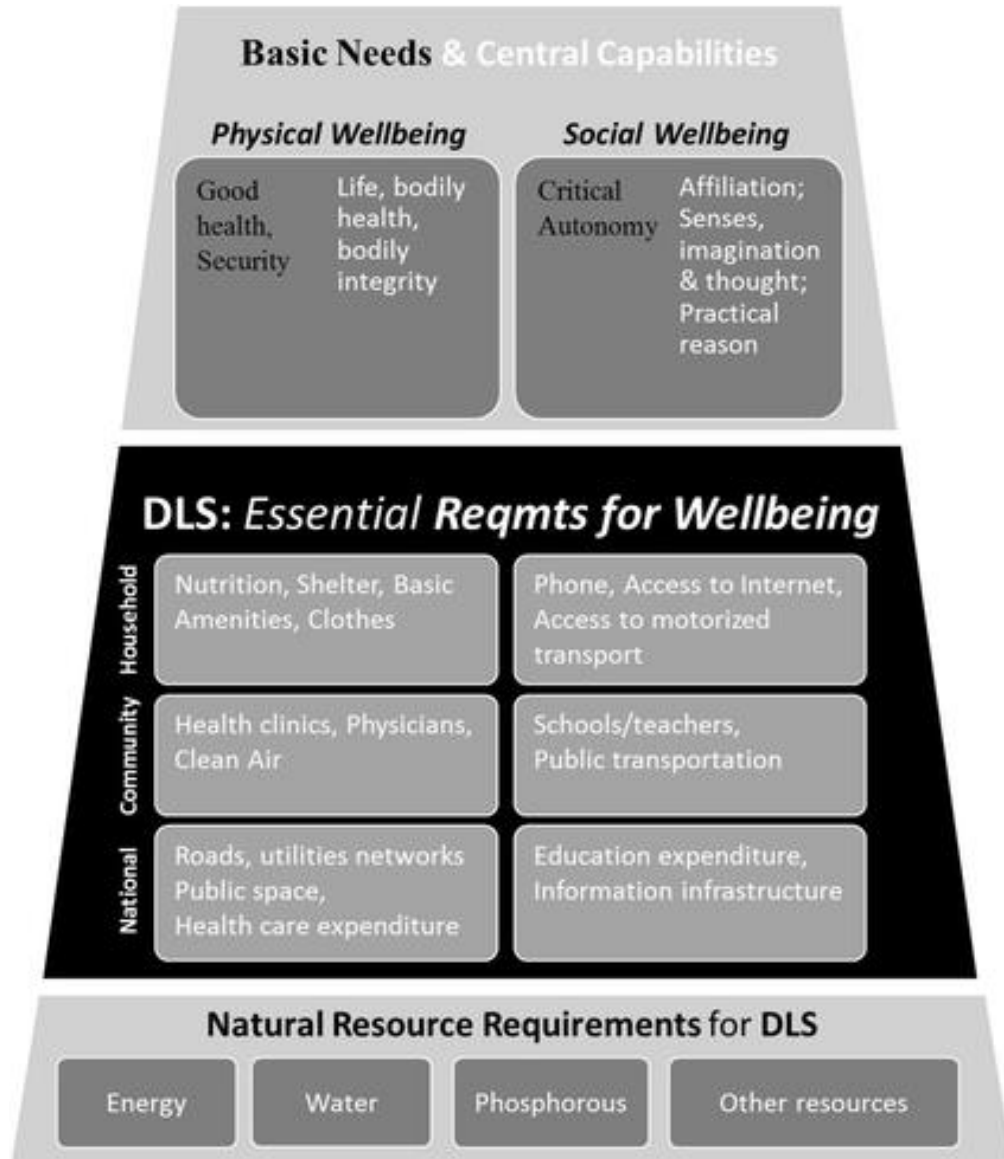 Basic Needs & Central Capabilities
Physical Wellbeing
Social Wellbeing
Good
health,
Security
Life, bodily
health,
bodily
integrity
Critical
Autonomy
Affiliation;
Senses,
imagination
& thought;
Practical
reason
DLS: Essential Reqmts for Wellbeing
Household
Nutrition, Shelter, Basic
Amenities, Clothes
Phone, Access to Internet,
Access to motorized
transport
Community
Health clinics, Physicians,
Clean Air
Schools/teachers,
Public transportation
National
Roads, utilities networks
Public space,
Health care expenditure
Education expenditure,
Information infrastructure
Natural Resource Requirements for DLS
Energy
Water
Phosphorous
Other resources